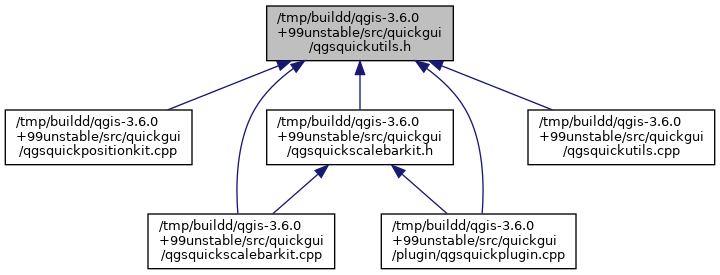 /tmp/buildd/qgis-3.6.0
+99unstable/src/quickgui
/qgsquickutils.h
/tmp/buildd/qgis-3.6.0
+99unstable/src/quickgui
/qgsquickpositionkit.cpp
/tmp/buildd/qgis-3.6.0
+99unstable/src/quickgui
/qgsquickscalebarkit.h
/tmp/buildd/qgis-3.6.0
+99unstable/src/quickgui
/qgsquickutils.cpp
/tmp/buildd/qgis-3.6.0
+99unstable/src/quickgui
/qgsquickscalebarkit.cpp
/tmp/buildd/qgis-3.6.0
+99unstable/src/quickgui
/plugin/qgsquickplugin.cpp